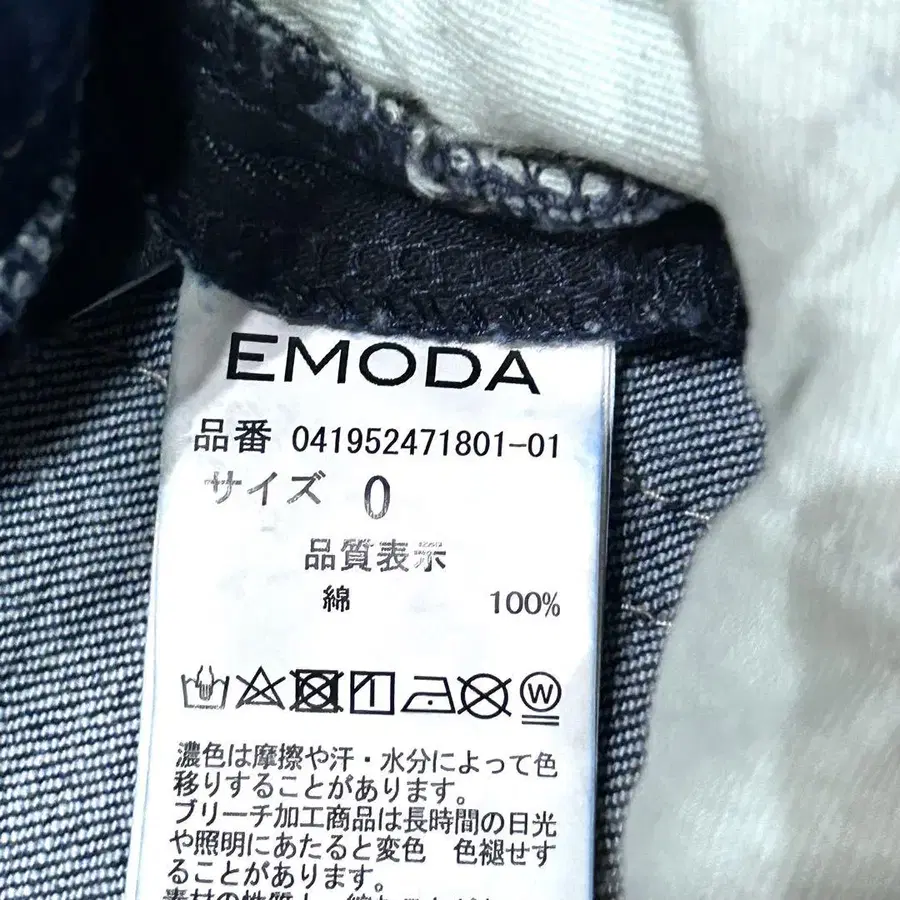 EMODA
品番 041952471801-01
サイズ 0
品質表示
綿 100%
W
濃色は摩擦や汗・水分によって色
移りすることがあります。
ブリーチ加工商品は長時間の日光
や照明にあたると変色　色褪せす
ることがあります。